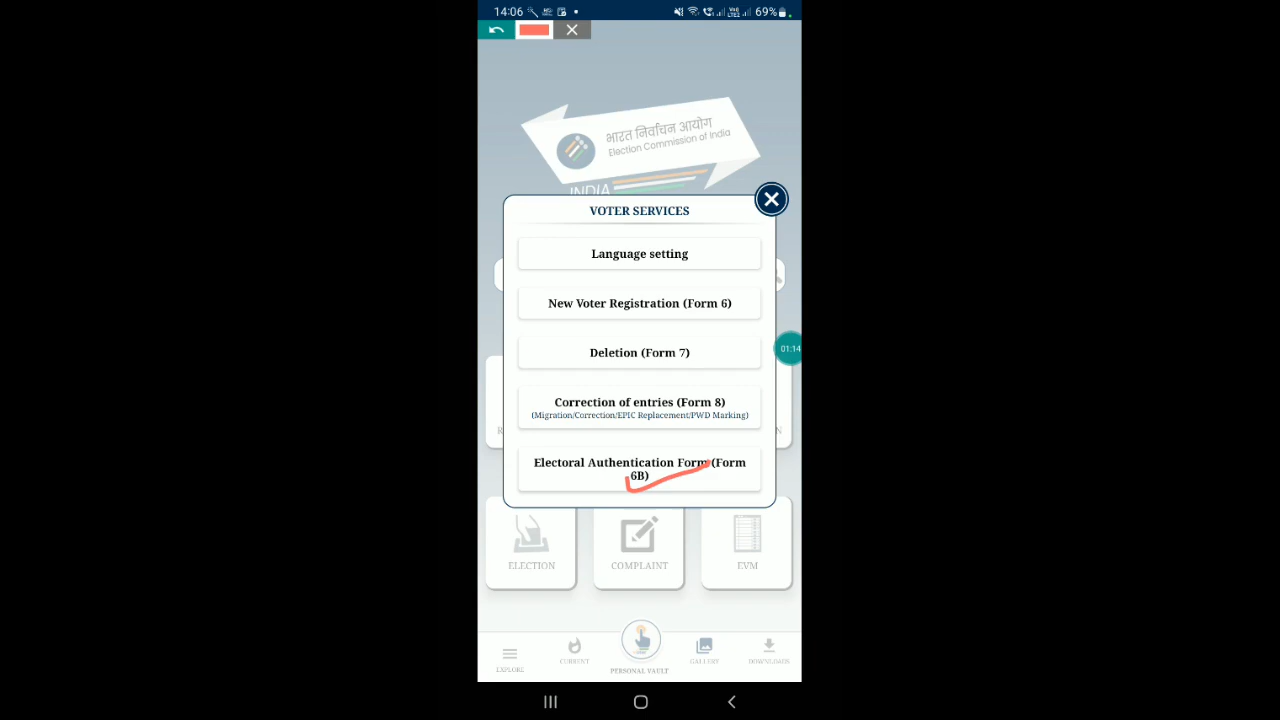 14:06
69%
भारत निर्वाचन आयोग
Election Commission of India
INDIA
VOTER SERVICES
Language setting
New Voter Registration (Form 6)
Deletion (Form 7)
01:14
Correction of entries (Form 8)
(Migration/Correction/EPIC Replacement/PWD Marking)
Electoral Authentication Form (Form
6B)
ELECTION
COMPLAINT
EVM
EXPLORE
CURRENT
PERSONAL VAULT
GALLERY
DOWNLOADS